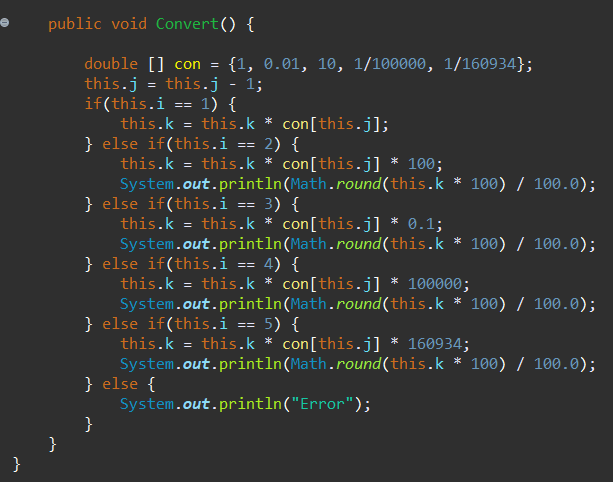 public void Convert() {
double [] con = {1, 0.01, 10, 1/100000, 1/160934};
this.j = this.j - 1;
if(this.i == 1) {
this.k = this.k * con[this.j];
} else if(this.i == 2) {
this.k = this.k * con[this.j] * 100;
System.out.println(Math.round(this.k * 100) / 100.0);
} else if(this.i == 3) {
this.k = this.k * con[this.j] * 0.1;
System.out.println(Math.round(this.k * 100) / 100.0);
} else if(this.i == 4) {
this.k = this.k * con[this.j] * 100000;
System.out.println(Math.round(this.k * 100) / 100.0);
} else if(this.i == 5) {
this.k = this.k * con[this.j] * 160934;
System.out.println(Math.round(this.k * 100) / 100.0);
} else {
System.out.println("Error");
}
}
}